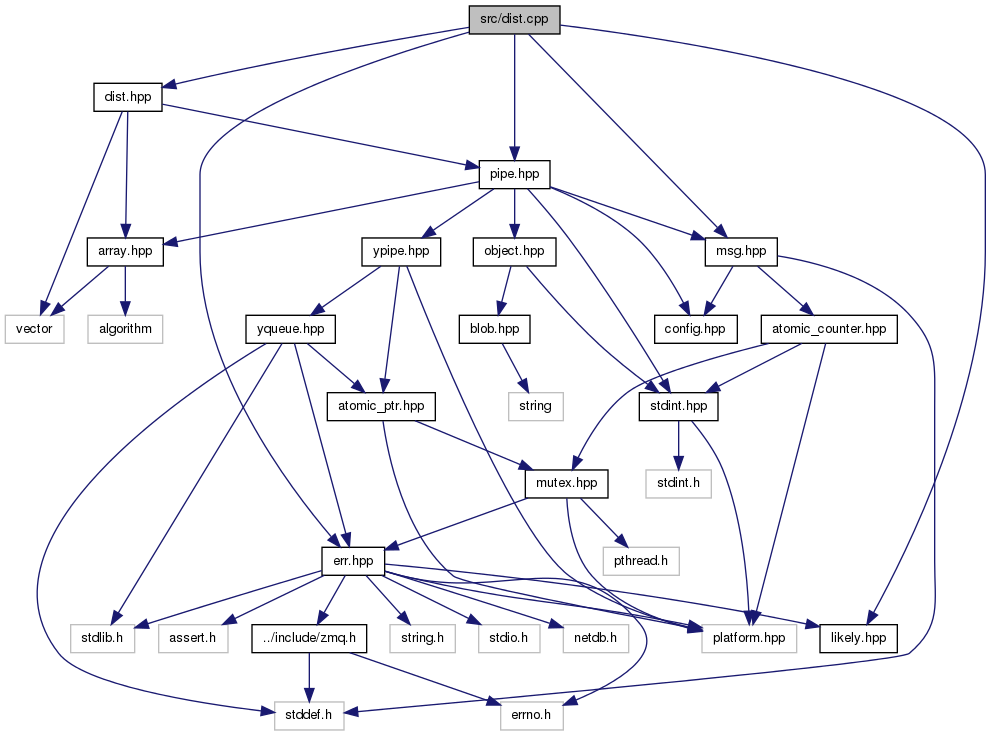 src/dist.cpp
dist.hpp
pipe.hpp
array.hpp
ypipe.hpp
object.hpp
msg.hpp
vector
algorithm
yqueue.hpp
blob.hpp
config.hpp
atomic_counter.hpp
atomic_ptr.hpp
string
stdint.hpp
mutex.hpp
stdint.h
err.hpp
pthread.h
stdlib.h
assert.h
../include/zmq.h
string.h
stdio.h
netdb.h
platform.hpp
likely.hpp
stddef.h
errno.h